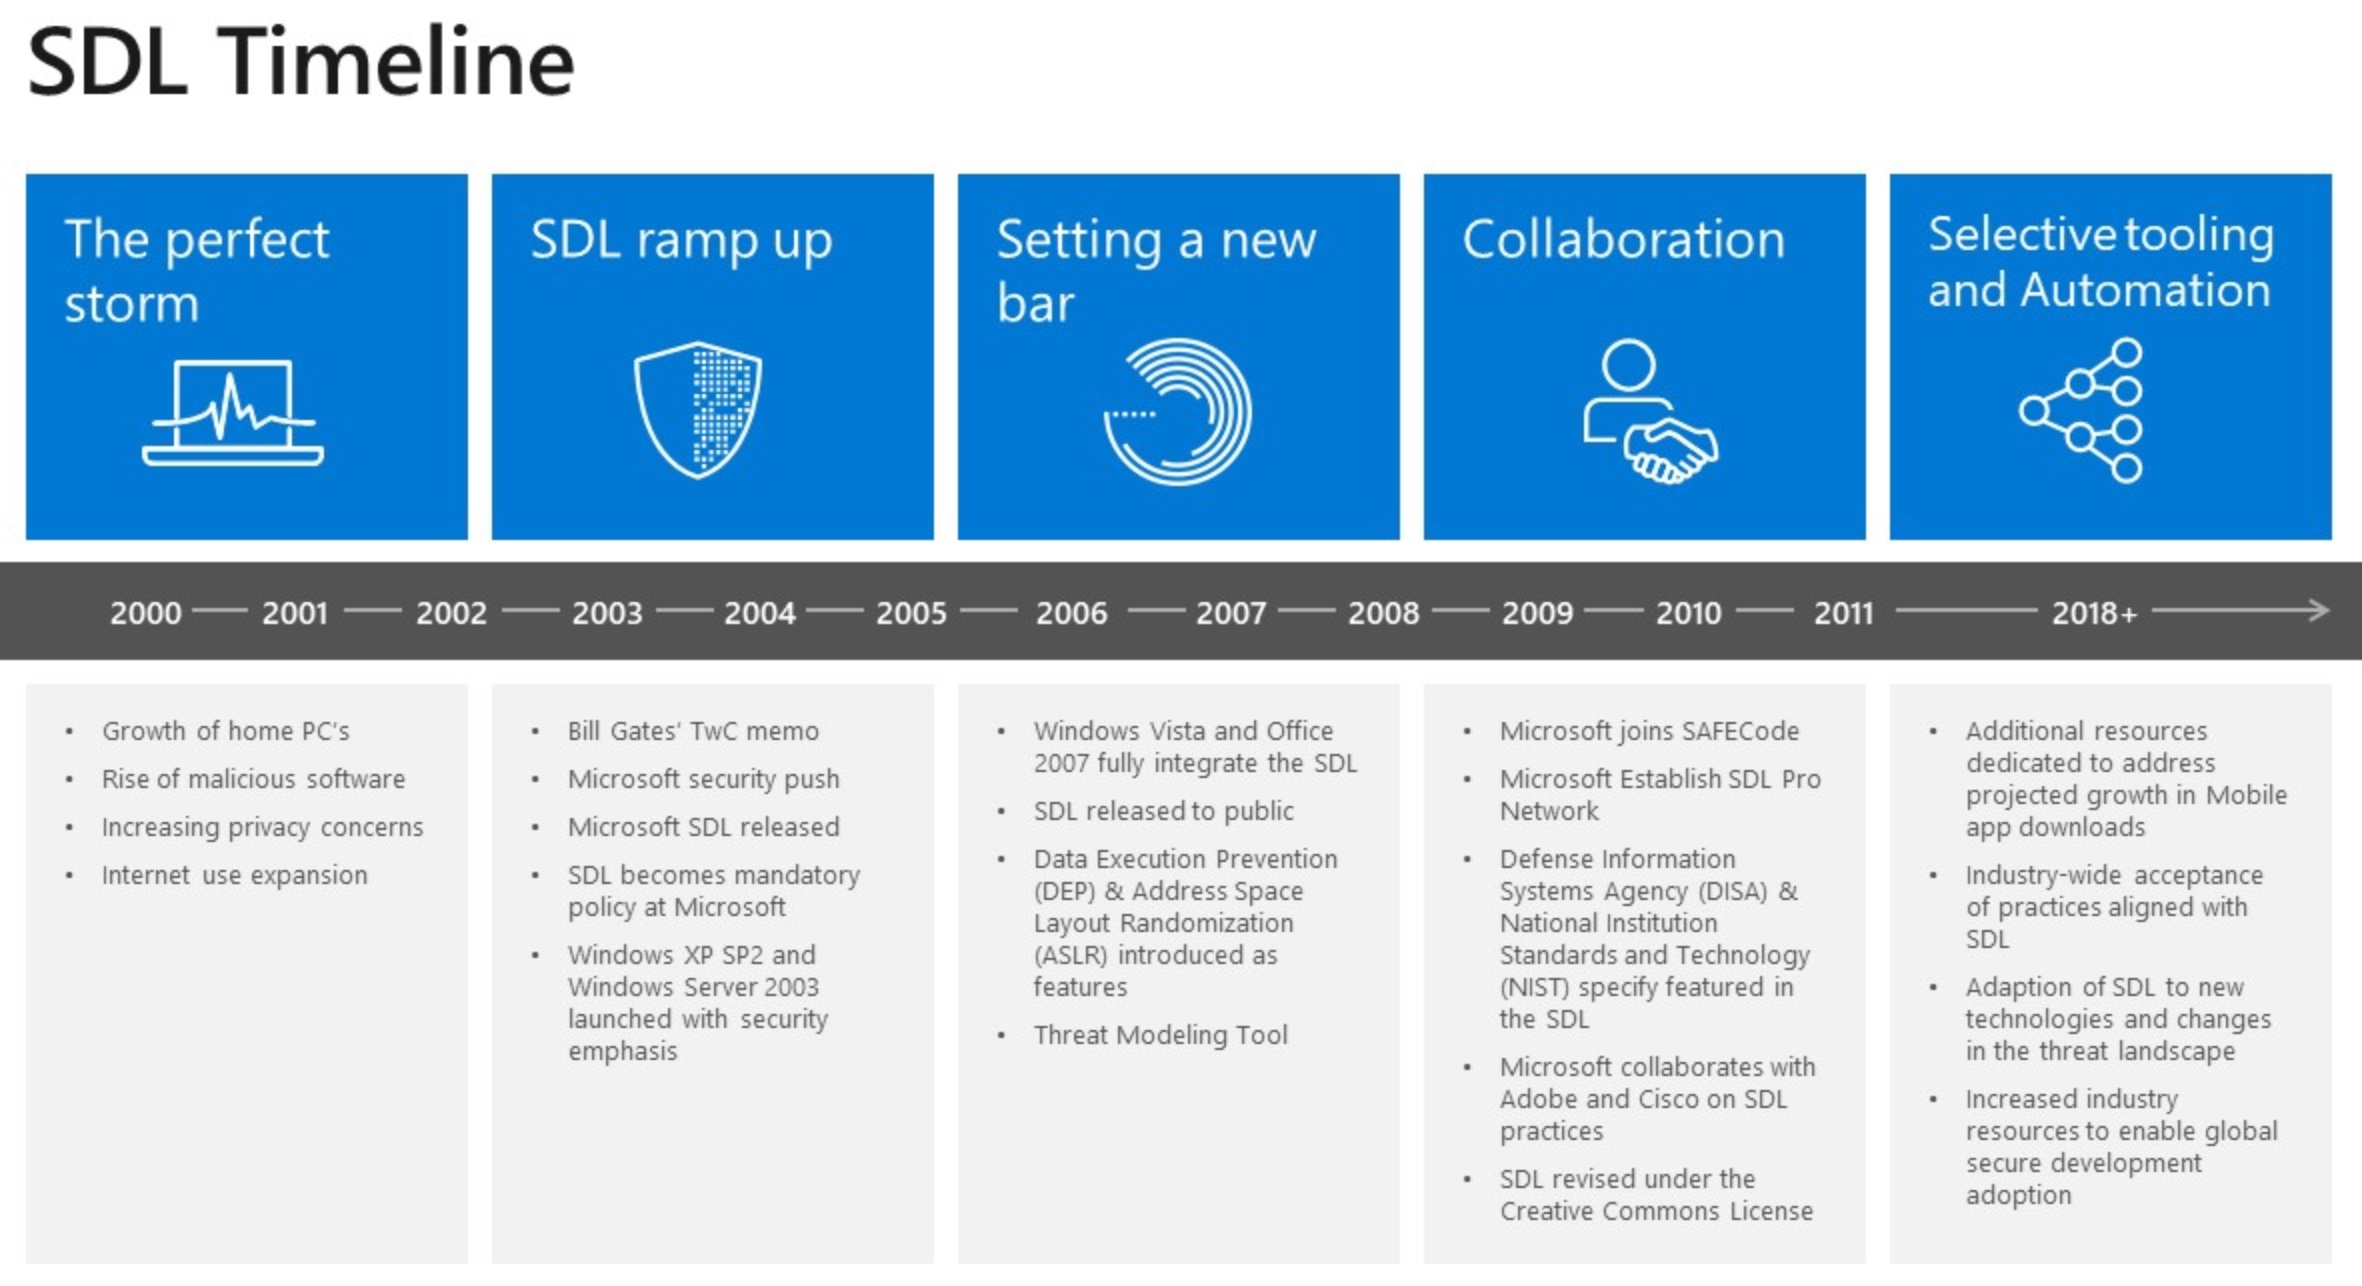 SDL Timeline
The perfect
storm
SDL ramp up
Setting a new
bar
Collaboration
Selective tooling
and Automation
2000 2001 2002 2003 2004 2005 2006 2007 2008 2009 2010 2011 2018+
• Growth of home PC's
• Rise of malicious software
• Increasing privacy concerns
• Internet use expansion
• Bill Gates' TwC memo
• Microsoft security push
• Microsoft SDL released
• SDL becomes mandatory
policy at Microsoft
• Windows XP SP2 and
Windows Server 2003
launched with security
emphasis
• Windows Vista and Office
2007 fully integrate the SDL
• SDL released to public
• Data Execution Prevention
(DEP) & Address Space
Layout Randomization
(ASLR) introduced as
features
• Threat Modeling Tool
• Microsoft joins SAFECode
• Microsoft Establish SDL Pro
Network
• Defense Information
Systems Agency (DISA) &
National Institution
Standards and Technology
(NIST) specify featured in
the SDL
• Microsoft collaborates with
Adobe and Cisco on SDL
practices
• SDL revised under the
Creative Commons License
• Additional resources
dedicated to address
projected growth in Mobile
app downloads
• Industry-wide acceptance
of practices aligned with
SDL
• Adaption of SDL to new
technologies and changes
in the threat landscape
• Increased industry
resources to enable global
secure development
adoption